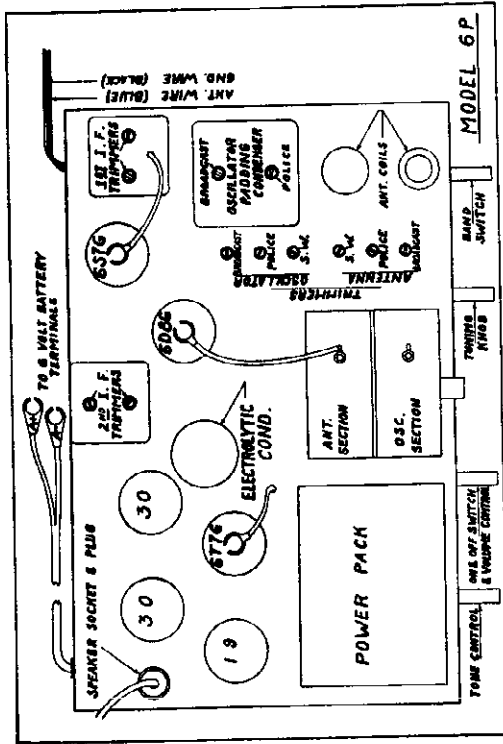 TO 6 VOLT BATTERY
TERMINALS
A+
A-
ANT. WIRE (BLUE)
GND. WIRE (BLACK)
SPEAKER SOCKET & PLUG
30
30
19
2ND I.F.
TRIMMERS
6S7G
1ST I.F.
TRIMMERS
6D8G
6T7G
ELECTROLYTIC
COND.
BROADCAST
OSCILLATOR
PADDING
CONDENSER
POLICE
BROADCAST
POLICE
S.W.
OSCILLATOR
TRIMMERS
ANTENNA
S.W.
POLICE
BROADCAST
ANT. COILS
ANT.
SECTION
OSC.
SECTION
POWER PACK
TONE CONTROL
ON & OFF SWITCH
& VOLUME CONTROL
TUNING
KNOB
BAND
SWITCH
MODEL 6P